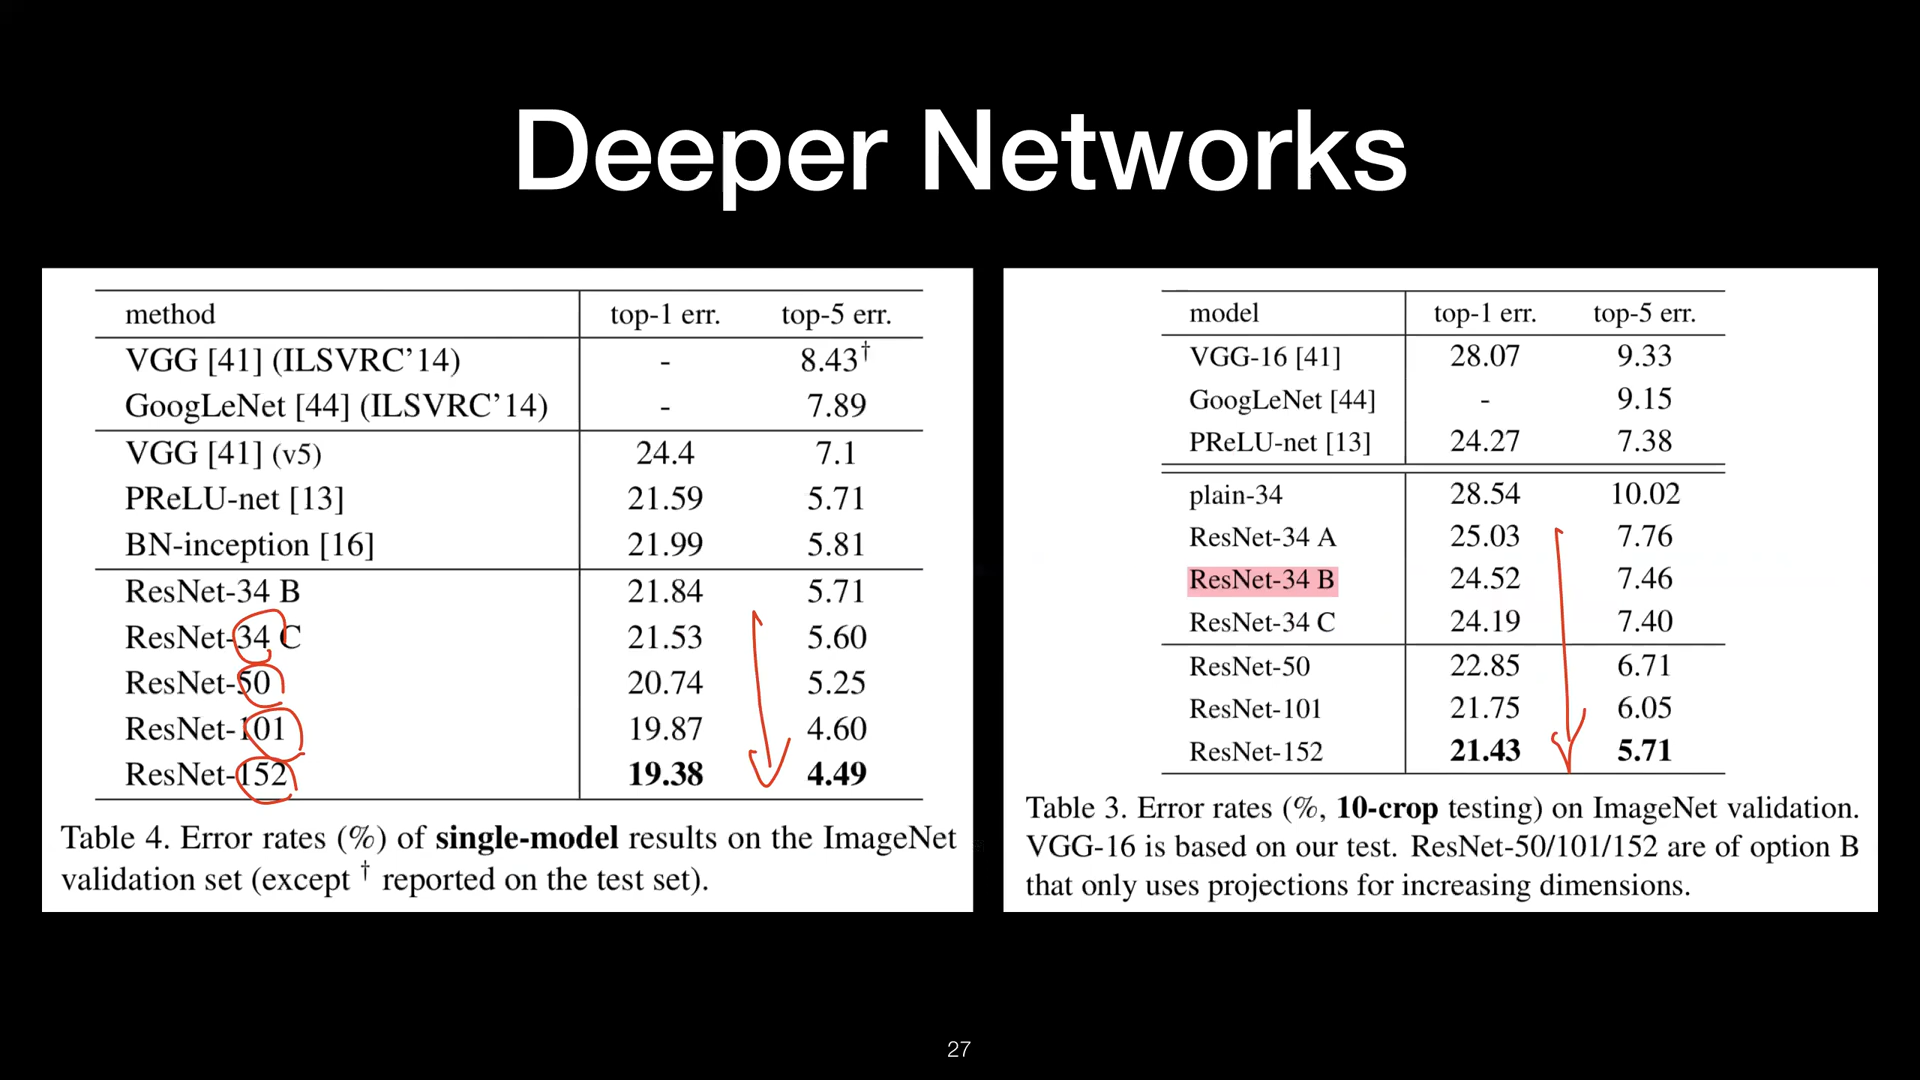 Deeper Networks
method top-1 err. top-5 err.
VGG [41] (ILSVRC’14) - 8.43†
GoogLeNet [44] (ILSVRC’14) - 7.89
VGG [41] (v5) 24.4 7.1
PReLU-net [13] 21.59 5.71
BN-inception [16] 21.99 5.81
ResNet-34 B 21.84 5.71
ResNet-34 C 21.53 5.60
ResNet-50 20.74 5.25
ResNet-101 19.87 4.60
ResNet-152 19.38 4.49
Table 4. Error rates (%) of single-model results on the ImageNet
validation set (except † reported on the test set).
model top-1 err. top-5 err.
VGG-16 [41] 28.07 9.33
GoogLeNet [44] - 9.15
PReLU-net [13] 24.27 7.38
plain-34 28.54 10.02
ResNet-34 A 25.03 7.76
ResNet-34 B 24.52 7.46
ResNet-34 C 24.19 7.40
ResNet-50 22.85 6.71
ResNet-101 21.75 6.05
ResNet-152 21.43 5.71
Table 3. Error rates (%, 10-crop testing) on ImageNet validation.
VGG-16 is based on our test. ResNet-50/101/152 are of option B
that only uses projections for increasing dimensions.
27